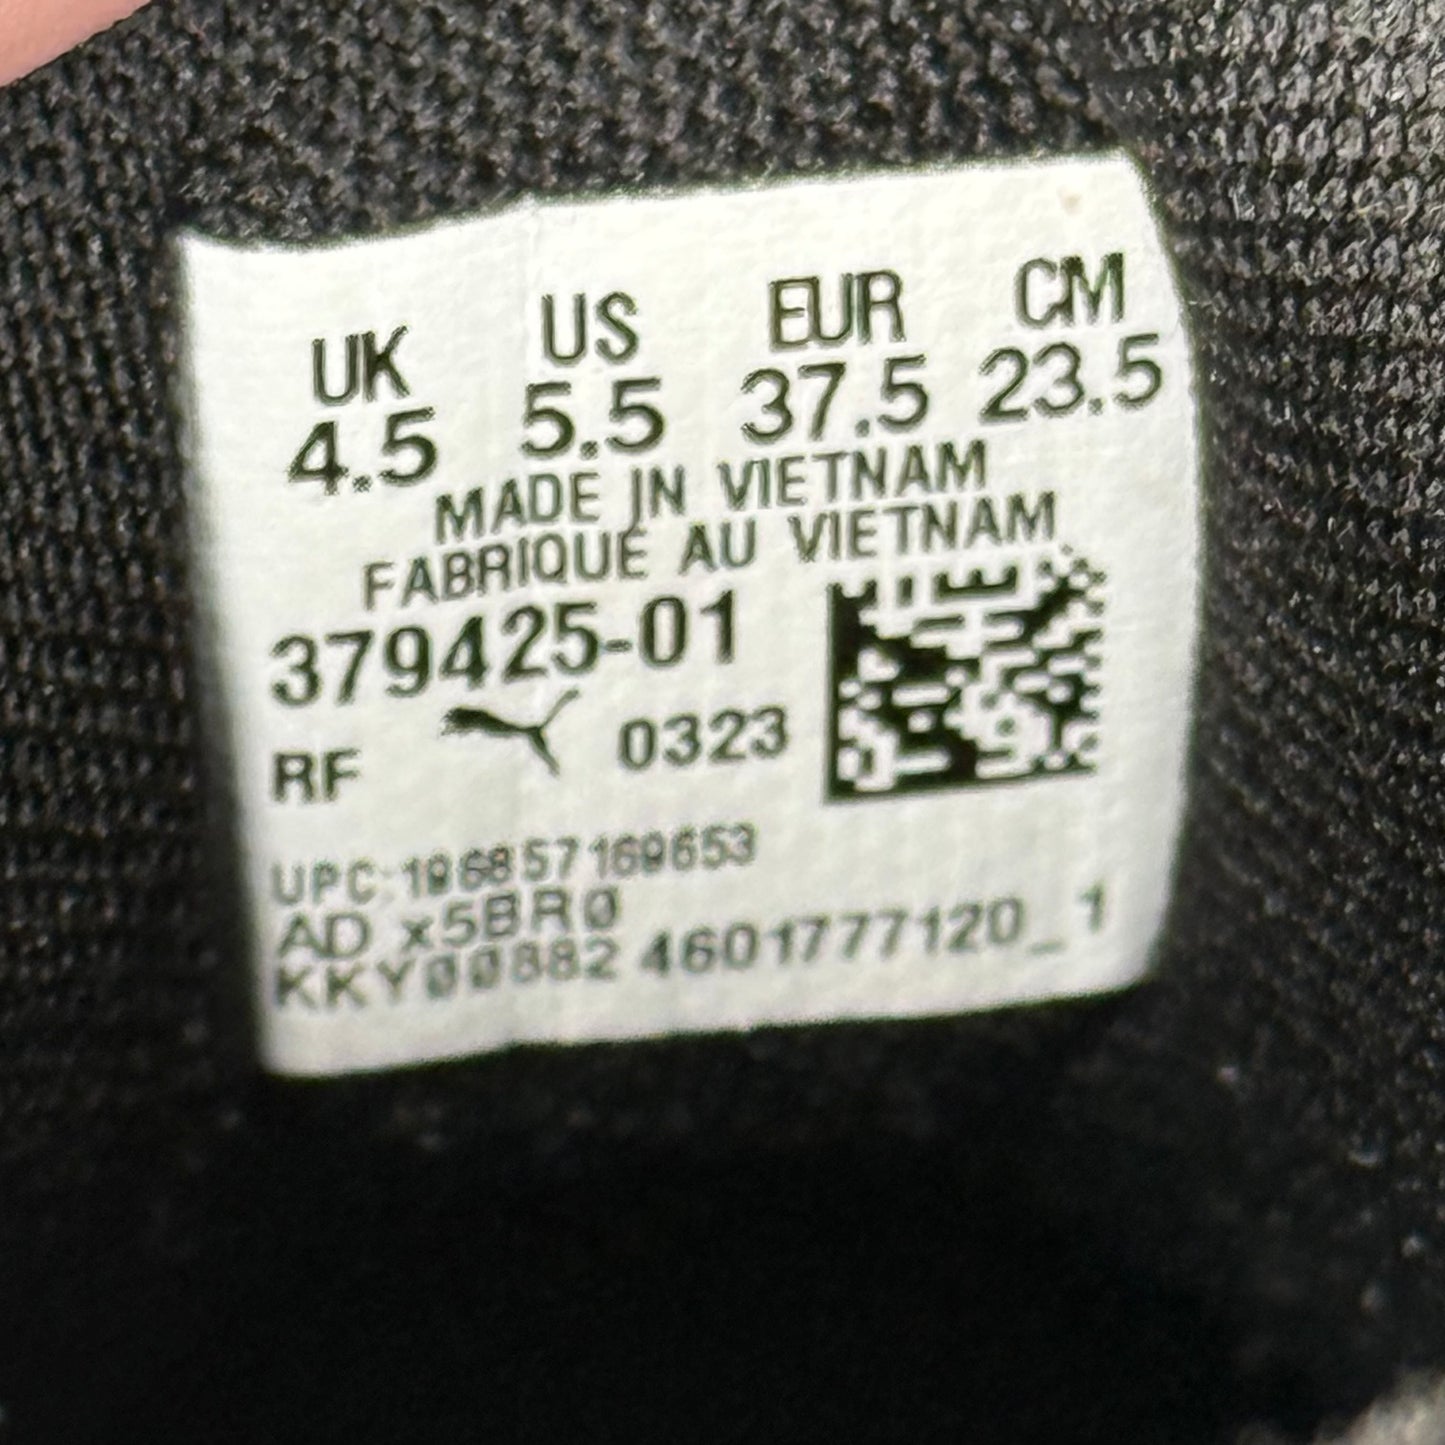 UK US EUR CM
4.5 5.5 37.5 23.5
MADE IN VIETNAM
FABRIQUÉ AU VIETNAM
379425-01
RF 0323
UPC:196857169653
AD x5BR0
KKY00882 4601777120_1